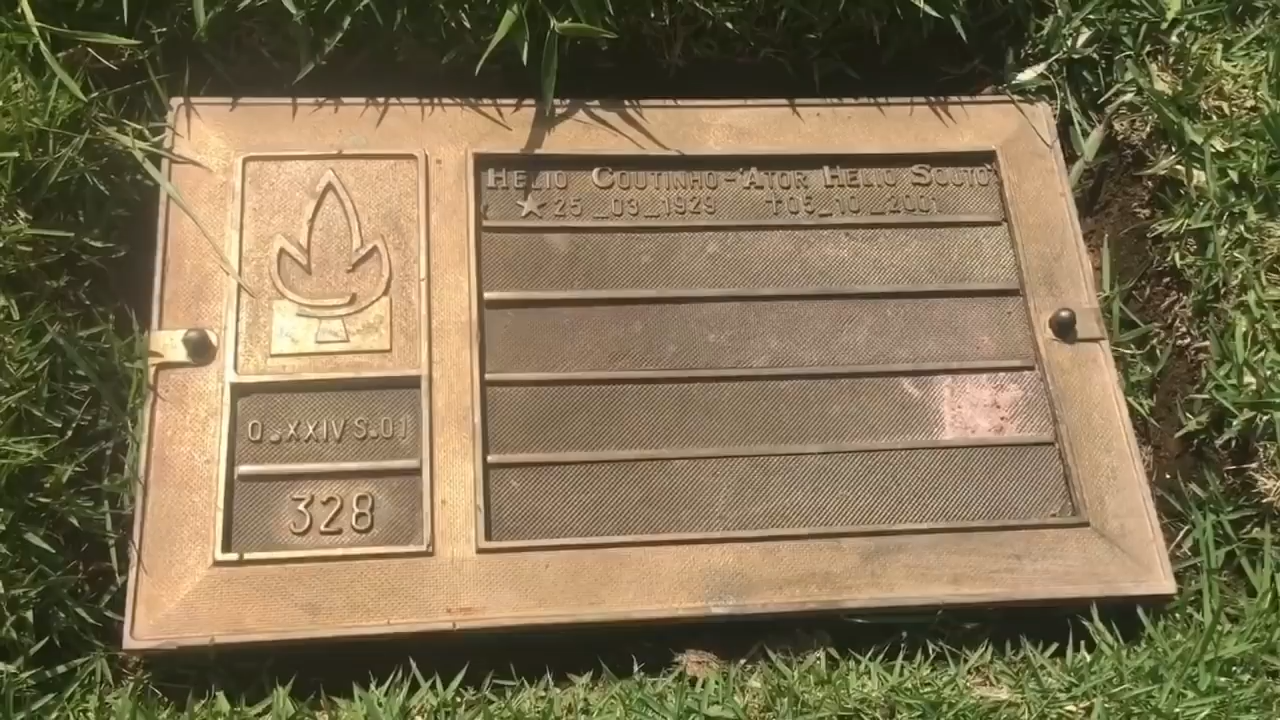 HELIO COUTINHO-ATOR HELIO SOUTO
★25_03_1929 †05_10_2001
Q.XXIV S.01
328